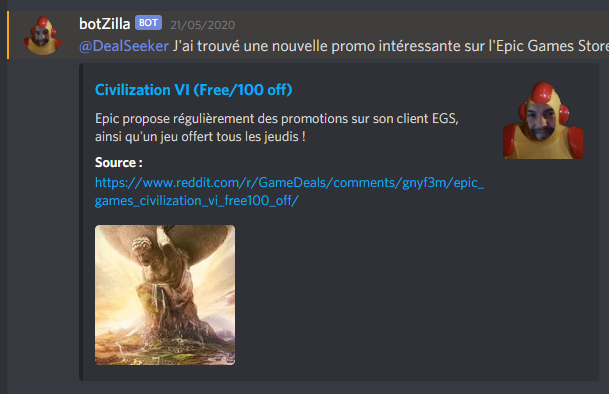 botZilla BOT 21/05/2020
@DealSeeker J'ai trouvé une nouvelle promo intéressante sur l'Epic Games Store
Civilization VI (Free/100 off)
Epic propose régulièrement des promotions sur son client EGS,
ainsi qu'un jeu offert tous les jeudis !
Source :
https://www.reddit.com/r/GameDeals/comments/gnyf3m/epic_
games_civilization_vi_free100_off/